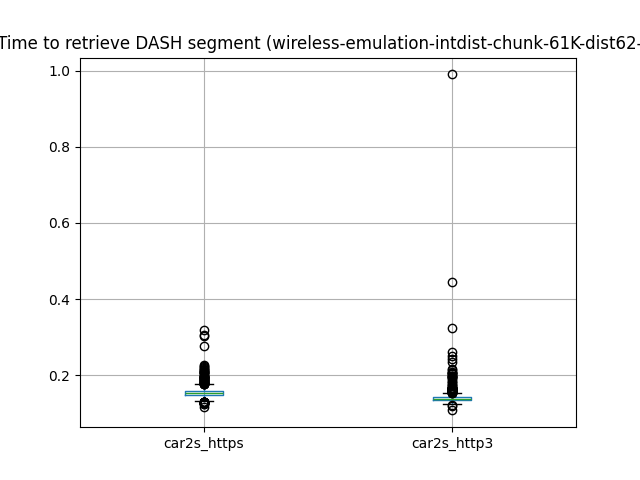 Time to retrieve DASH segment (wireless-emulation-intdist-chunk-61K-dist62-
1.0
0.8
0.6
0.4
0.2
car2s_https car2s_http3